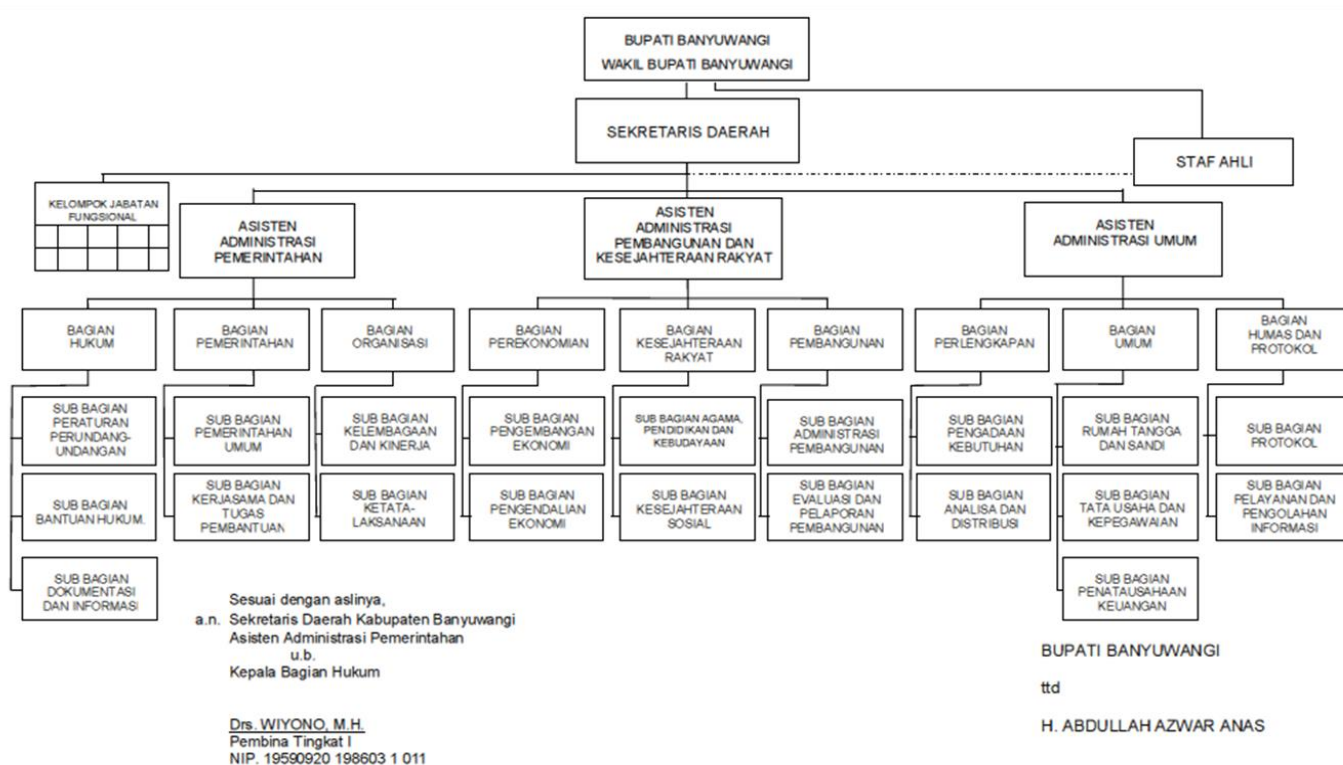 BUPATI BANYUWANGI
WAKIL BUPATI BANYUWANGI
SEKRETARIS DAERAH
STAF AHLI
KELOMPOK JABATAN
FUNGSIONAL
ASISTEN
ADMINISTRASI
PEMERINTAHAN
ASISTEN
ADMINISTRASI
PEMBANGUNAN DAN
KESEJAHTERAAN RAKYAT
ASISTEN
ADMINISTRASI UMUM
BAGIAN
HUKUM
BAGIAN
PEMERINTAHAN
BAGIAN
ORGANISASI
BAGIAN
PEREKONOMIAN
BAGIAN
KESEJAHTERAAN
RAKYAT
BAGIAN
PEMBANGUNAN
BAGIAN
PERLENGKAPAN
BAGIAN
UMUM
BAGIAN
HUMAS DAN
PROTOKOL
SUB BAGIAN
PERATURAN
PERUNDANG-
UNDANGAN
SUB BAGIAN
PEMERINTAHAN
UMUM
SUB BAGIAN
KELEMBAGAAN
DAN KINERJA
SUB BAGIAN
PENGEMBANGAN
EKONOMI
SUB BAGIAN AGAMA,
PENDIDIKAN DAN
KEBUDAYAAN
SUB BAGIAN
ADMINISTRASI
PEMBANGUNAN
SUB BAGIAN
PENGADAAN
KEBUTUHAN
SUB BAGIAN
RUMAH TANGGA
DAN SANDI
SUB BAGIAN
PROTOKOL
SUB BAGIAN
BANTUAN HUKUM.
SUB BAGIAN
KERJASAMA DAN
TUGAS
PEMBANTUAN
SUB BAGIAN
KETATA-
LAKSANAAN
SUB BAGIAN
PENGENDALIAN
EKONOMI
SUB BAGIAN
KESEJAHTERAAN
SOSIAL
SUB BAGIAN
EVALUASI DAN
PELAPORAN
PEMBANGUNAN
SUB BAGIAN
ANALISA DAN
DISTRIBUSI
SUB BAGIAN
TATA USAHA DAN
KEPEGAWAIAN
SUB BAGIAN
PELAYANAN DAN
PENGOLAHAN
INFORMASI
SUB BAGIAN
DOKUMENTASI
DAN INFORMASI
SUB BAGIAN
PENATAUSAHAAN
KEUANGAN
Sesuai dengan aslinya,
a.n. Sekretaris Daerah Kabupaten Banyuwangi
Asisten Administrasi Pemerintahan
u.b.
Kepala Bagian Hukum
Drs. WIYONO, M.H.
Pembina Tingkat I
NIP. 19590920 198603 1 011
BUPATI BANYUWANGI
ttd
H. ABDULLAH AZWAR ANAS